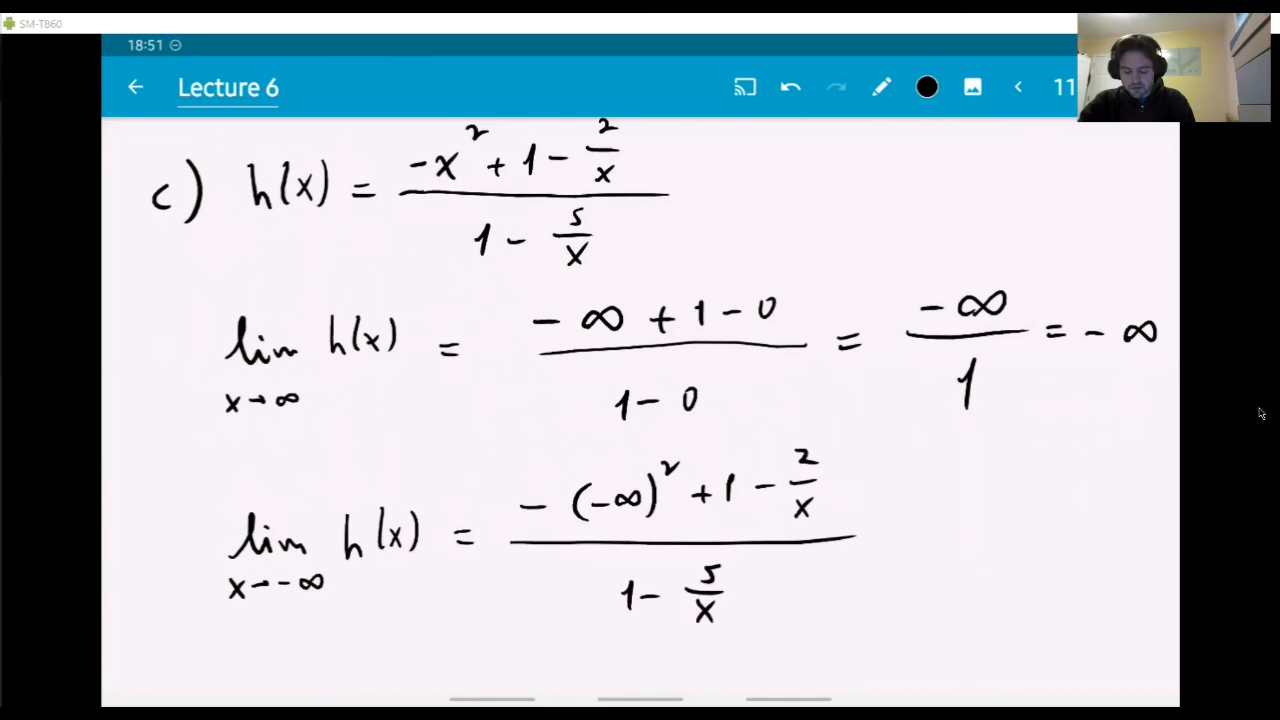 SM-T860
18:51
Lecture 6
11
c) h(x) = (-x² + 1 - 2/x) / (1 - 5/x)
lim x→∞ h(x) = (-∞ + 1 - 0) / (1 - 0) = -∞ / 1 = -∞
lim x→-∞ h(x) = (-(-∞)² + 1 - 2/x) / (1 - 5/x)